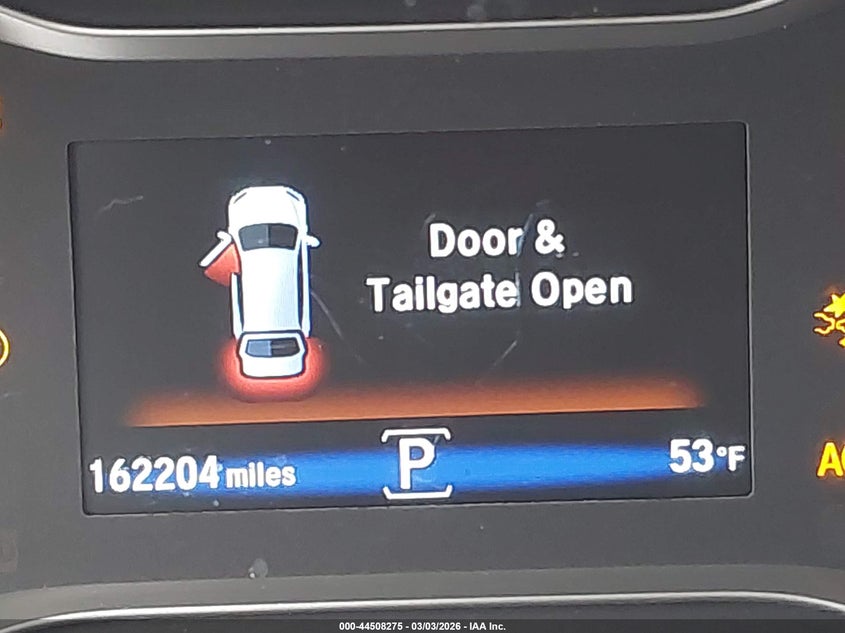 Door &
Tailgate Open
162204 miles
P
53°F
000-44508275 - 03/03/2026 - IAA Inc.